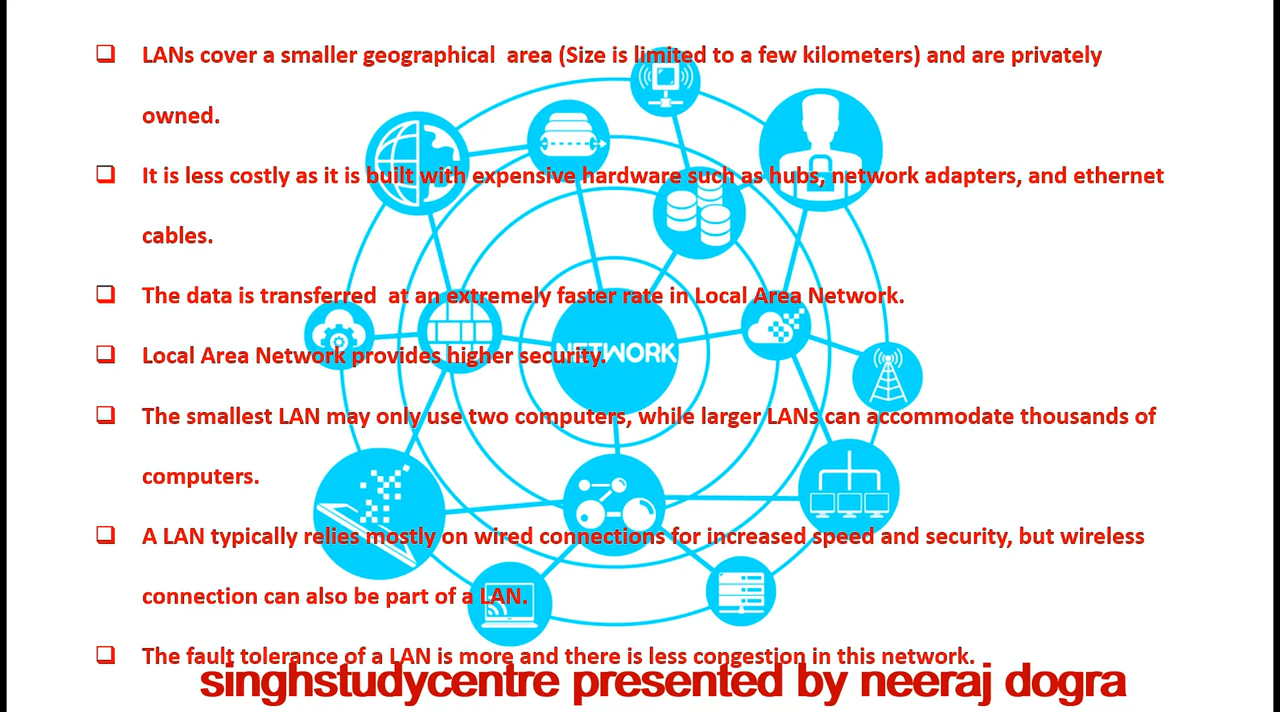 ❑ LANs cover a smaller geographical area (Size is limited to a few kilometers) and are privately
owned.
❑ It is less costly as it is built with expensive hardware such as hubs, network adapters, and ethernet
cables.
❑ The data is transferred at an extremely faster rate in Local Area Network.
NETWORK
❑ Local Area Network provides higher security.
❑ The smallest LAN may only use two computers, while larger LANs can accommodate thousands of
computers.
❑ A LAN typically relies mostly on wired connections for increased speed and security, but wireless
connection can also be part of a LAN.
❑ The fault tolerance of a LAN is more and there is less congestion in this network.
singhstudycentre presented by neeraj dogra